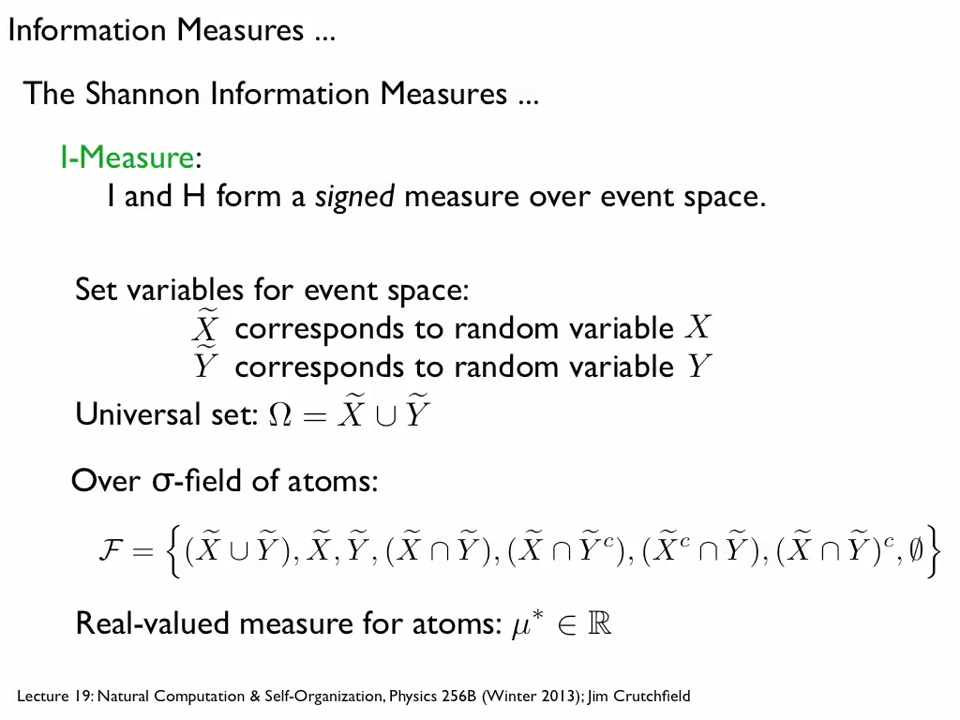 Information Measures ...
The Shannon Information Measures ...
I-Measure:
I and H form a signed measure over event space.
Set variables for event space:
X̃ corresponds to random variable X
Ỹ corresponds to random variable Y
Universal set: Ω = X̃ ∪ Ỹ
Over σ-field of atoms:
ℱ = {(X̃ ∪ Ỹ), X̃, Ỹ, (X̃ ∩ Ỹ), (X̃ ∩ Ỹᶜ), (X̃ᶜ ∩ Ỹ), (X̃ ∩ Ỹ)ᶜ, ∅}
Real-valued measure for atoms: μ* ∈ ℝ
Lecture 19: Natural Computation & Self-Organization, Physics 256B (Winter 2013); Jim Crutchfield